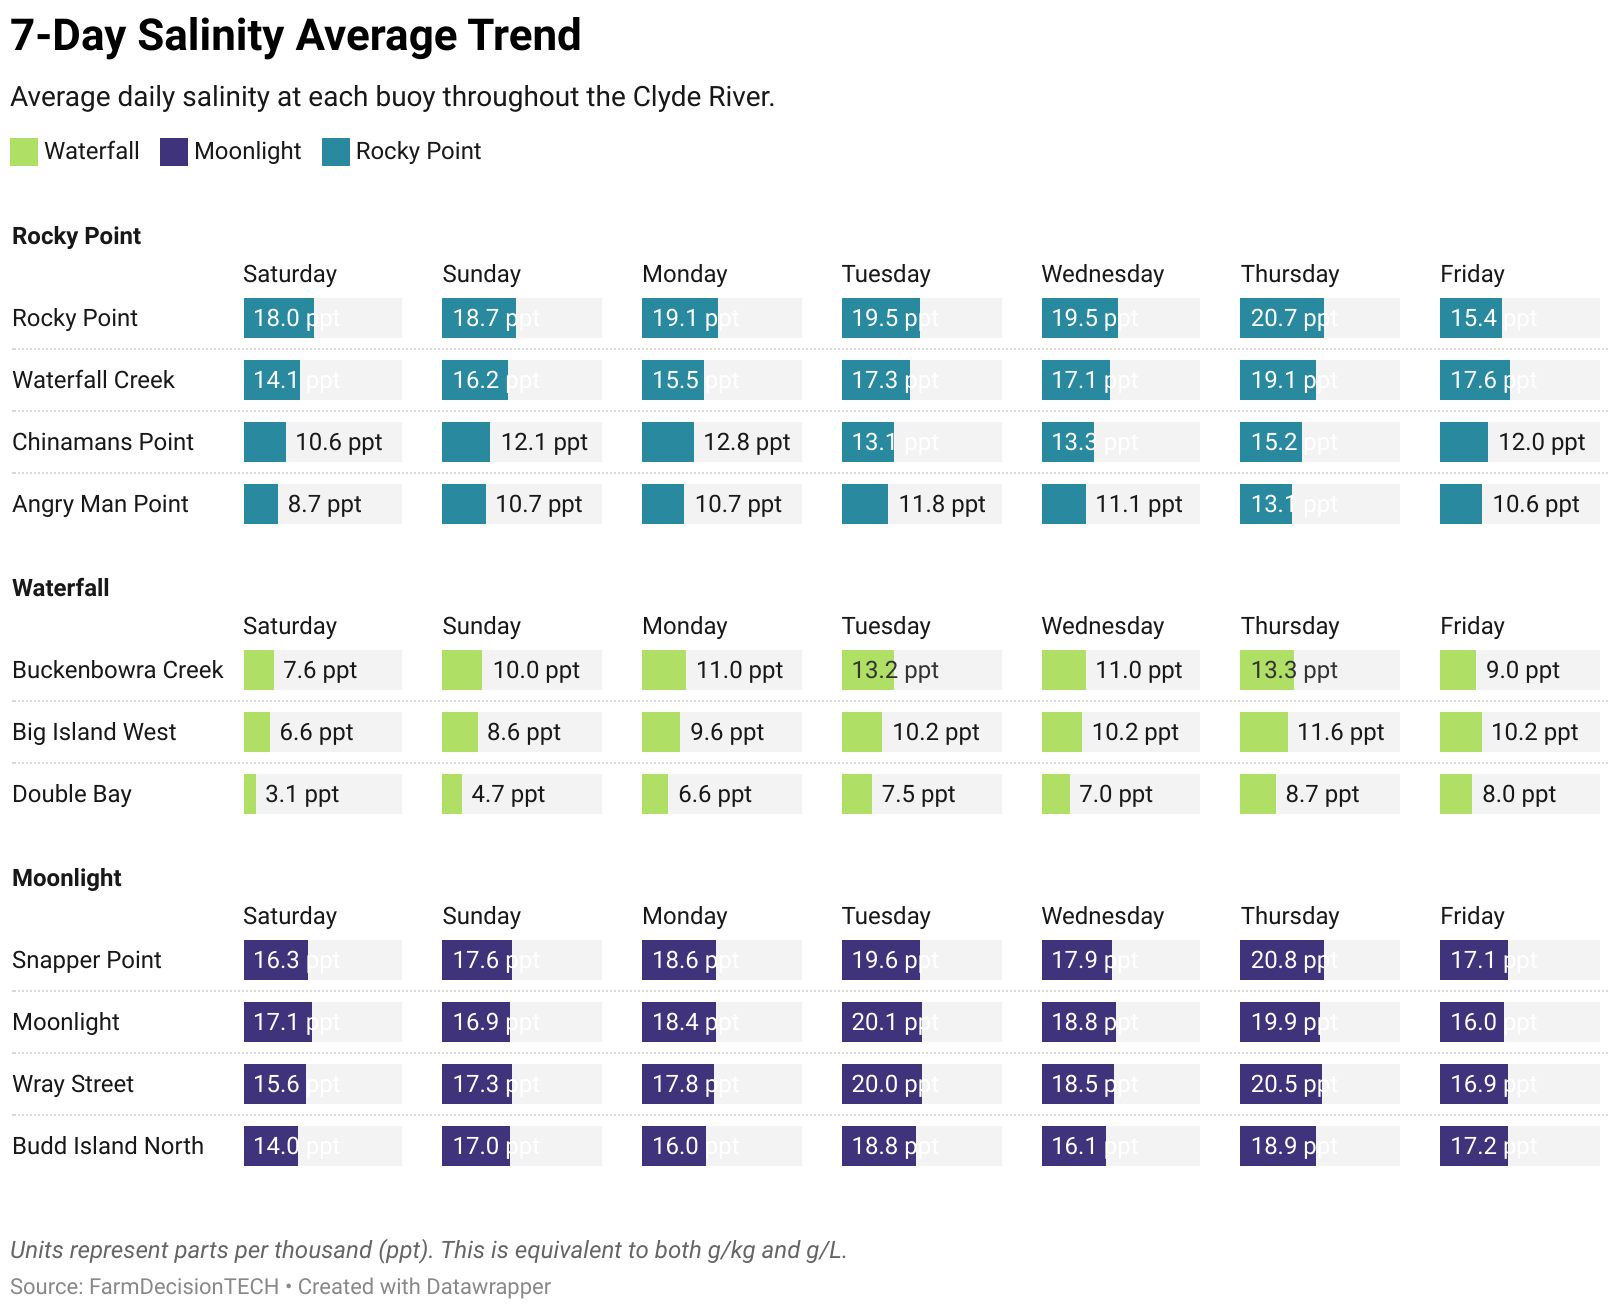 7-Day Salinity Average Trend
Average daily salinity at each buoy throughout the Clyde River.
Waterfall Moonlight Rocky Point
Rocky Point
Saturday Sunday Monday Tuesday Wednesday Thursday Friday
Rocky Point 18.0 ppt 18.7 ppt 19.1 ppt 19.5 ppt 19.5 ppt 20.7 ppt 15.4 ppt
Waterfall Creek 14.1 ppt 16.2 ppt 15.5 ppt 17.3 ppt 17.1 ppt 19.1 ppt 17.6 ppt
Chinamans Point 10.6 ppt 12.1 ppt 12.8 ppt 13.1 ppt 13.3 ppt 15.2 ppt 12.0 ppt
Angry Man Point 8.7 ppt 10.7 ppt 10.7 ppt 11.8 ppt 11.1 ppt 13.1 ppt 10.6 ppt
Waterfall
Saturday Sunday Monday Tuesday Wednesday Thursday Friday
Buckenbowra Creek 7.6 ppt 10.0 ppt 11.0 ppt 13.2 ppt 11.0 ppt 13.3 ppt 9.0 ppt
Big Island West 6.6 ppt 8.6 ppt 9.6 ppt 10.2 ppt 10.2 ppt 11.6 ppt 10.2 ppt
Double Bay 3.1 ppt 4.7 ppt 6.6 ppt 7.5 ppt 7.0 ppt 8.7 ppt 8.0 ppt
Moonlight
Saturday Sunday Monday Tuesday Wednesday Thursday Friday
Snapper Point 16.3 ppt 17.6 ppt 18.6 ppt 19.6 ppt 17.9 ppt 20.8 ppt 17.1 ppt
Moonlight 17.1 ppt 16.9 ppt 18.4 ppt 20.1 ppt 18.8 ppt 19.9 ppt 16.0 ppt
Wray Street 15.6 ppt 17.3 ppt 17.8 ppt 20.0 ppt 18.5 ppt 20.5 ppt 16.9 ppt
Budd Island North 14.0 ppt 17.0 ppt 16.0 ppt 18.8 ppt 16.1 ppt 18.9 ppt 17.2 ppt
Units represent parts per thousand (ppt). This is equivalent to both g/kg and g/L.
Source: FarmDecisionTECH • Created with Datawrapper